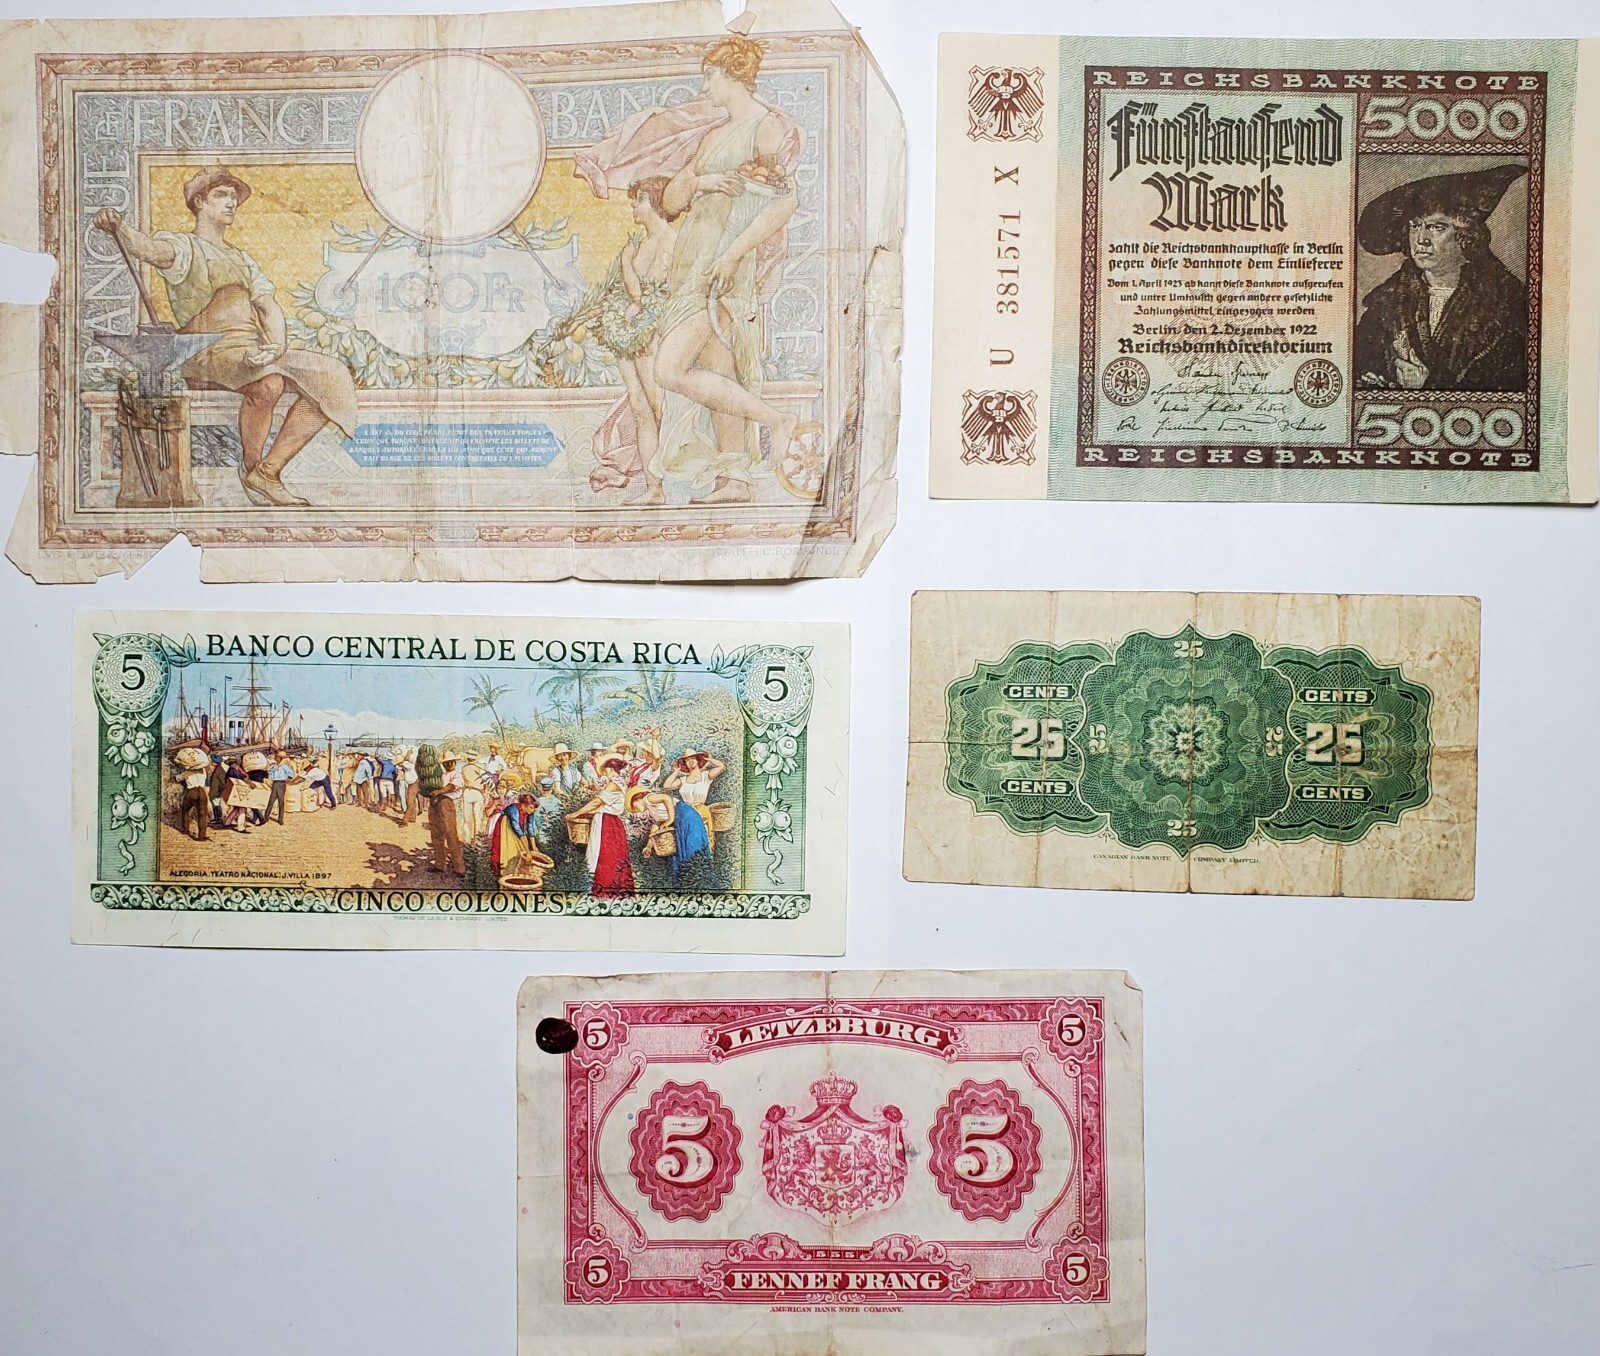 BANQUE DE FRANCE
BANQUE DE FRANCE
100 FR
REICHSBANKNOTE
5000
Fünftausend
Mark
zahlt die Reichsbankhauptkasse in Berlin
gegen diese Banknote dem Einlieferer
Vom 1. April 1923 ab kann diese Banknote aufgerufen
und unter Umtausch gegen andere gesetzliche
Zahlungsmittel eingezogen werden
Berlin, den 2. Dezember 1922
Reichsbankdirektorium
5000
REICHSBANKNOTE
U 381571 X
BANCO CENTRAL DE COSTA RICA
5
5
ALEGORIA, TEATRO NACIONAL; J. VILLA 1897
CINCO COLONES
THOMAS DE LA RUE & COMPANY LIMITED
25
CENTS
CENTS
25
25
25
25
CENTS
CENTS
25
CANADIAN BANK NOTE COMPANY LIMITED.
5
LETZEBURG
5
5
5
5
555
5
FENNEF FRANG
AMERICAN BANK NOTE COMPANY.